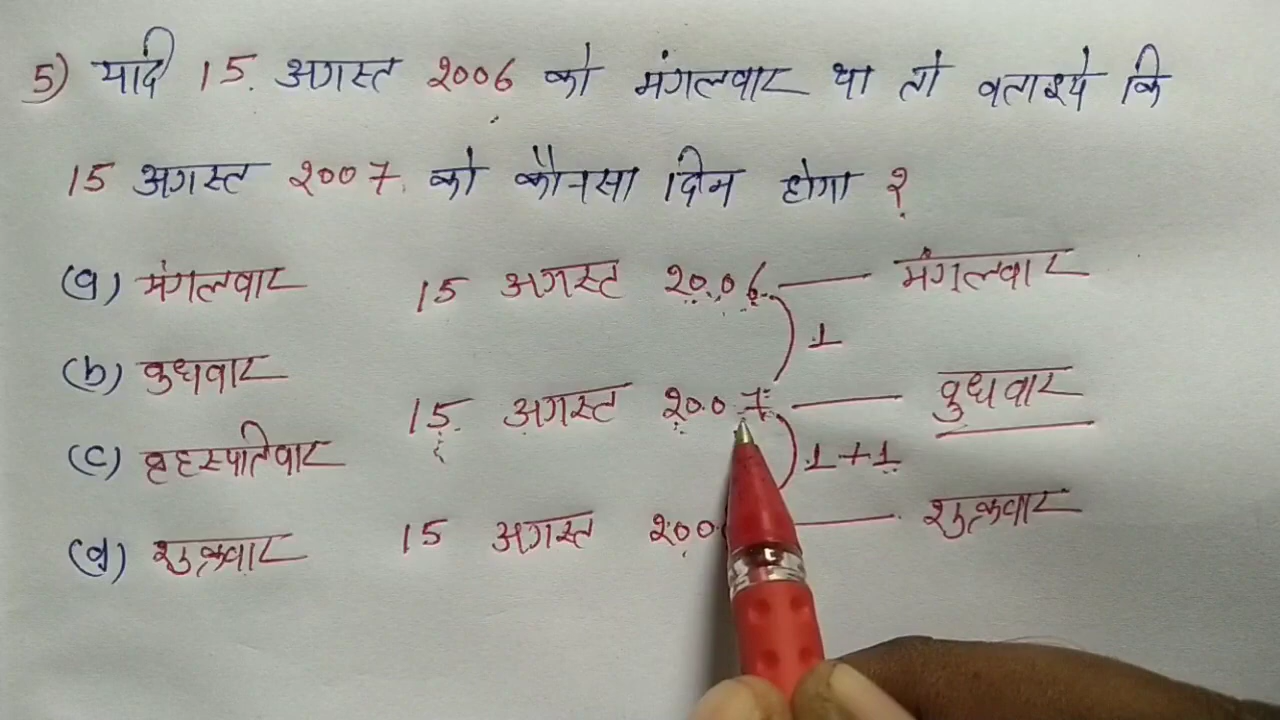 5) यदि 15 अगस्त 2006 को मंगलवार था तो बताइये कि
15 अगस्त 2007 को कौनसा दिन होगा ?
(a) मंगलवार
(b) बुधवार
(c) बृहस्पतिवार
(d) शुक्रवार
15 अगस्त 2006 — मंगलवार
1
15 अगस्त 2007 — बुधवार
1+1
15 अगस्त 200 — शुक्रवार